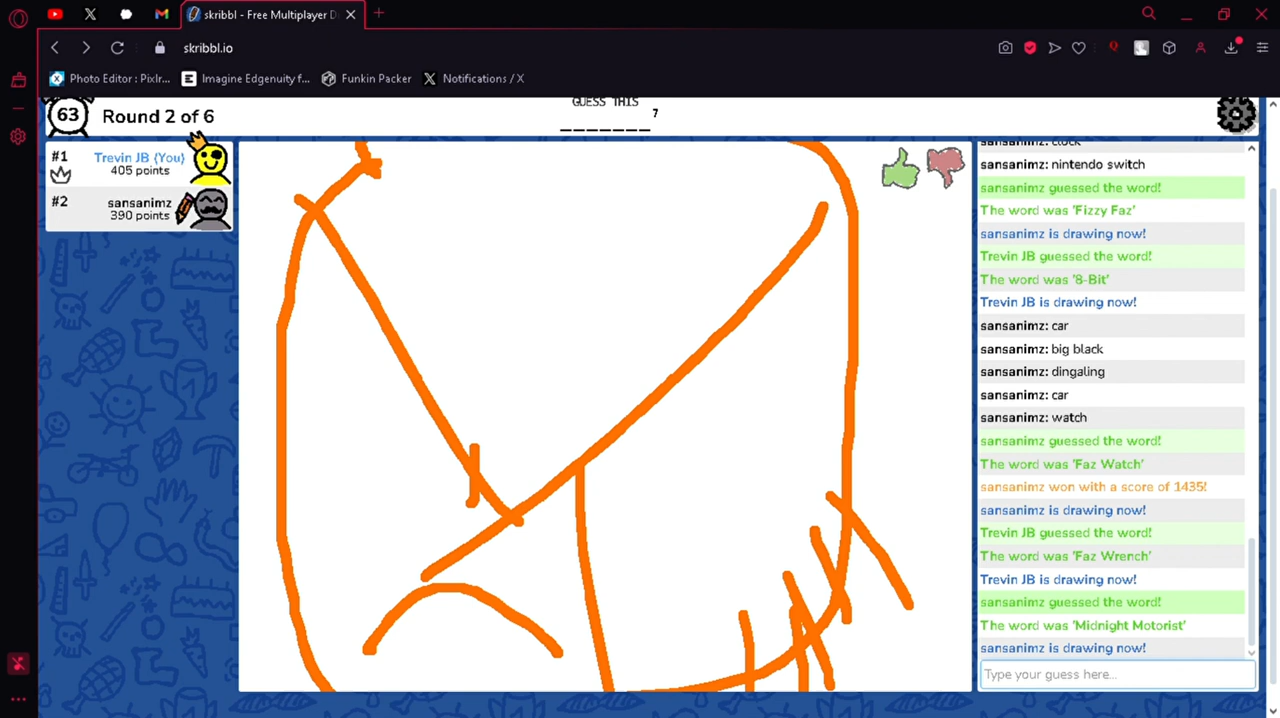 skribbl - Free Multiplayer D
skribbl.io
Photo Editor : Pixlr...
Imagine Edgenuity f...
Funkin Packer
Notifications / X
63
Round 2 of 6
GUESS THIS
_______ 7
#1
Trevin JB (You)
405 points
#2
sansanimz
390 points
clock
sansanimz: nintendo switch
sansanimz guessed the word!
The word was 'Fizzy Faz'
sansanimz is drawing now!
Trevin JB guessed the word!
The word was '8-Bit'
Trevin JB is drawing now!
sansanimz: car
sansanimz: big black
sansanimz: dingaling
sansanimz: car
sansanimz: watch
sansanimz guessed the word!
The word was 'Faz Watch'
sansanimz won with a score of 1435!
sansanimz is drawing now!
Trevin JB guessed the word!
The word was 'Faz Wrench'
Trevin JB is drawing now!
sansanimz guessed the word!
The word was 'Midnight Motorist'
sansanimz is drawing now!
Type your guess here...